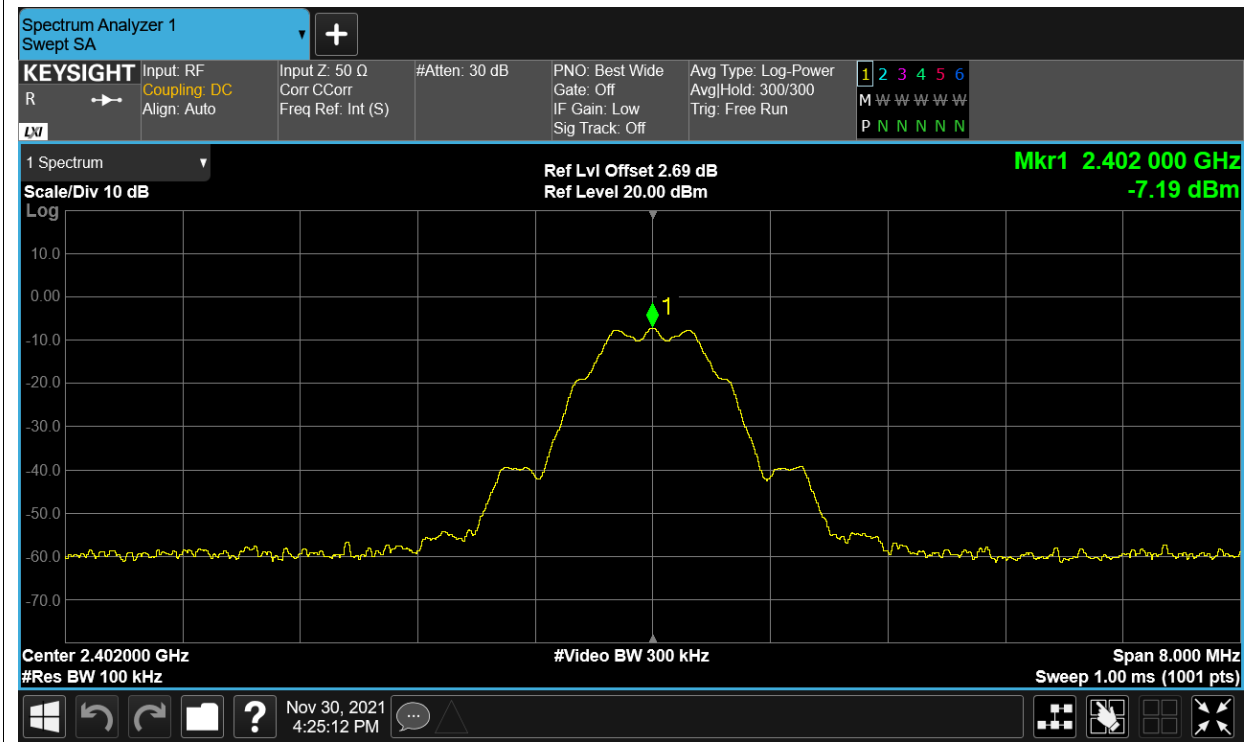 Spectrum Analyzer 1
Swept SA
+
KEYSIGHT
R
LXI
Input: RF
Coupling: DC
Align: Auto
Input Z: 50 Ω
Corr CCorr
Freq Ref: Int (S)
#Atten: 30 dB
PNO: Best Wide
Gate: Off
IF Gain: Low
Sig Track: Off
Avg Type: Log-Power
Avg|Hold: 300/300
Trig: Free Run
1 2 3 4 5 6
M W W W W W
P N N N N N
1 Spectrum
Scale/Div 10 dB
Log
Ref Lvl Offset 2.69 dB
Ref Level 20.00 dBm
Mkr1 2.402 000 GHz
-7.19 dBm
10.0
0.00
1
-10.0
-20.0
-30.0
-40.0
-50.0
-60.0
-70.0
Center 2.402000 GHz
#Res BW 100 kHz
#Video BW 300 kHz
Span 8.000 MHz
Sweep 1.00 ms (1001 pts)
?
Nov 30, 2021
4:25:12 PM